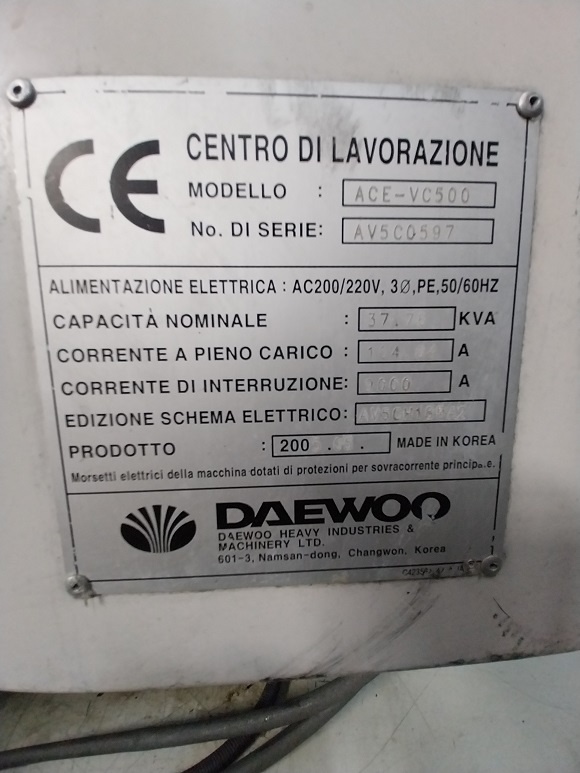 CE
CENTRO DI LAVORAZIONE
MODELLO : ACE-VC500
No. DI SERIE: AV5C0597
ALIMENTAZIONE ELETTRICA : AC200/220V, 3Ø,PE,50/60HZ
CAPACITÀ NOMINALE : KVA
CORRENTE A PIENO CARICO : A
CORRENTE DI INTERRUZIONE: A
EDIZIONE SCHEMA ELETTRICO:
PRODOTTO : 200 . . MADE IN KOREA
Morsetti elettrici della macchina dotati di protezioni per sovracorrente
DAEWOO
DAEWOO HEAVY INDUSTRIES &
MACHINERY LTD.
601-3, Namsan-dong, Changwon, Korea